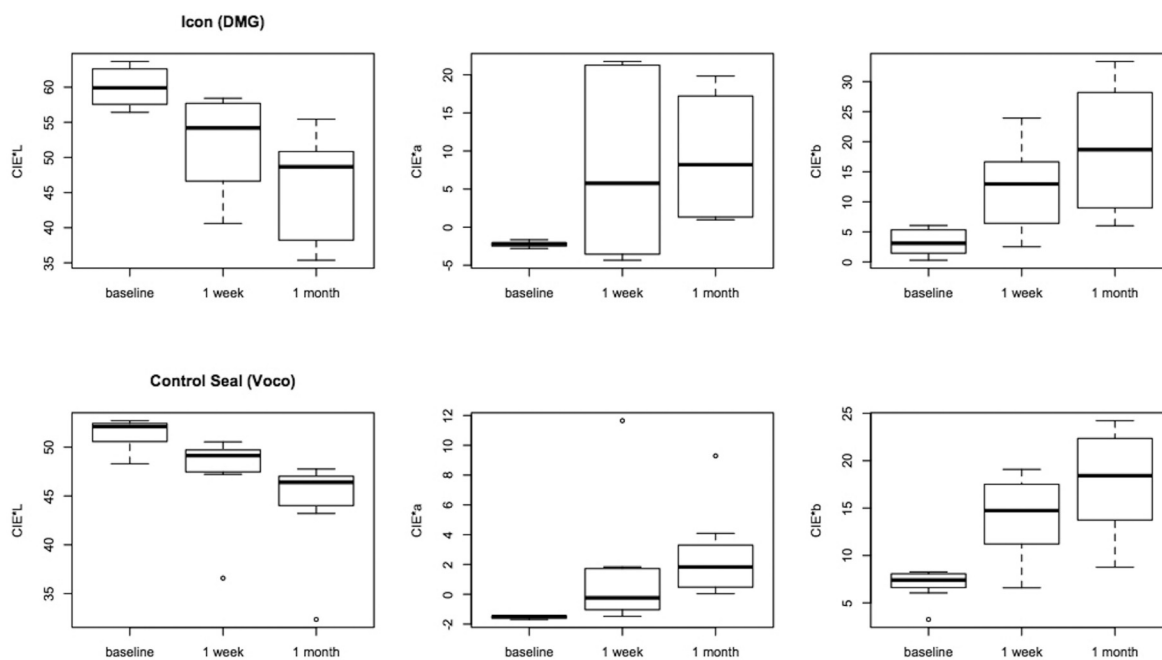 Icon (DMG)
CIE*L
60
55
50
45
40
35
baseline 1 week 1 month
CIE*a
20
15
10
5
0
-5
baseline 1 week 1 month
CIE*b
30
25
20
15
10
5
0
baseline 1 week 1 month
Control Seal (Voco)
CIE*L
50
45
40
35
baseline 1 week 1 month
CIE*a
12
10
8
6
4
2
0
-2
baseline 1 week 1 month
CIE*b
25
20
15
10
5
baseline 1 week 1 month